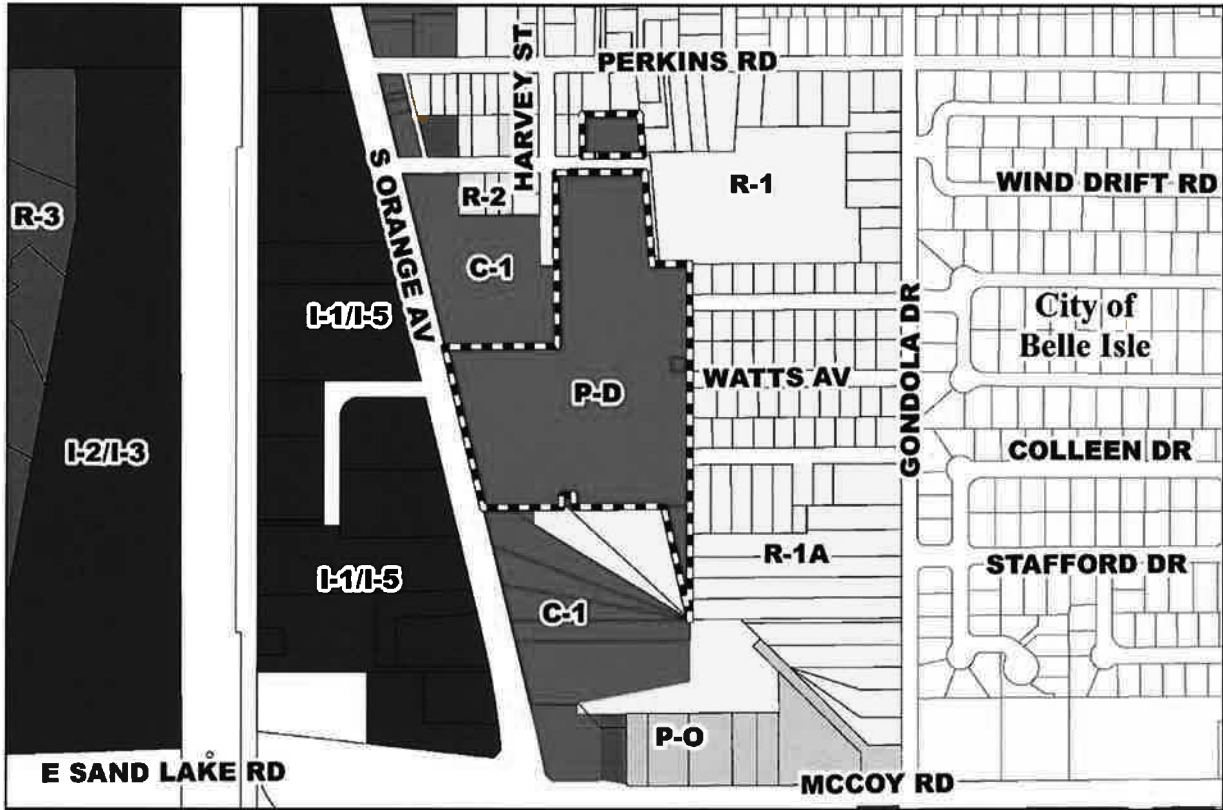 PERKINS RD
HARVEY ST
S ORANGE AV
R-3
R-2
R-1
WIND DRIFT RD
C-1
I-1/I-5
City of
Belle Isle
GONDOLA DR
WATTS AV
P-D
I-2/I-3
COLLEEN DR
R-1A
STAFFORD DR
I-1/I-5
C-1
P-O
E SAND LAKE RD
MCCOY RD